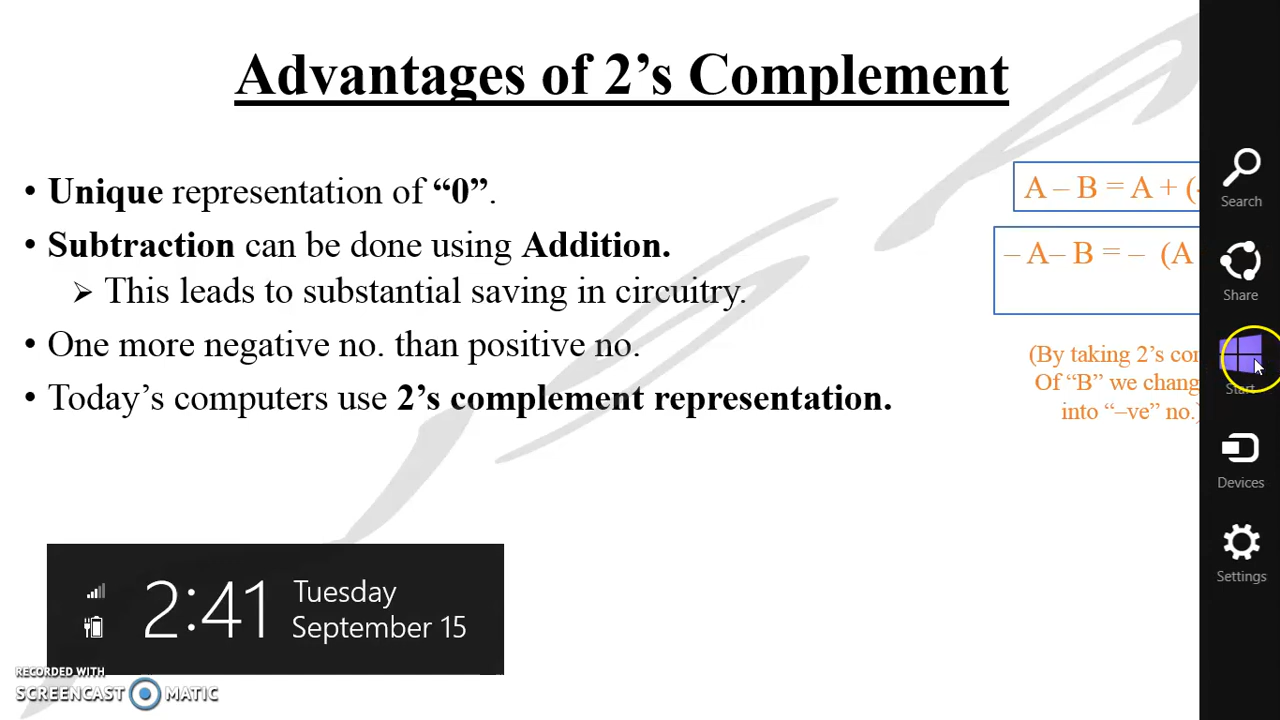 Advantages of 2’s Complement
• Unique representation of “0”.
• Subtraction can be done using Addition.
➢ This leads to substantial saving in circuitry.
• One more negative no. than positive no.
• Today’s computers use 2’s complement representation.
A – B = A + (
– A– B = – (A
(By taking 2’s
Of “B” we
into “–ve” no.)
Search
Share
Start
Devices
Settings
2:41
Tuesday
September 15
RECORDED WITH
SCREENCAST MATIC